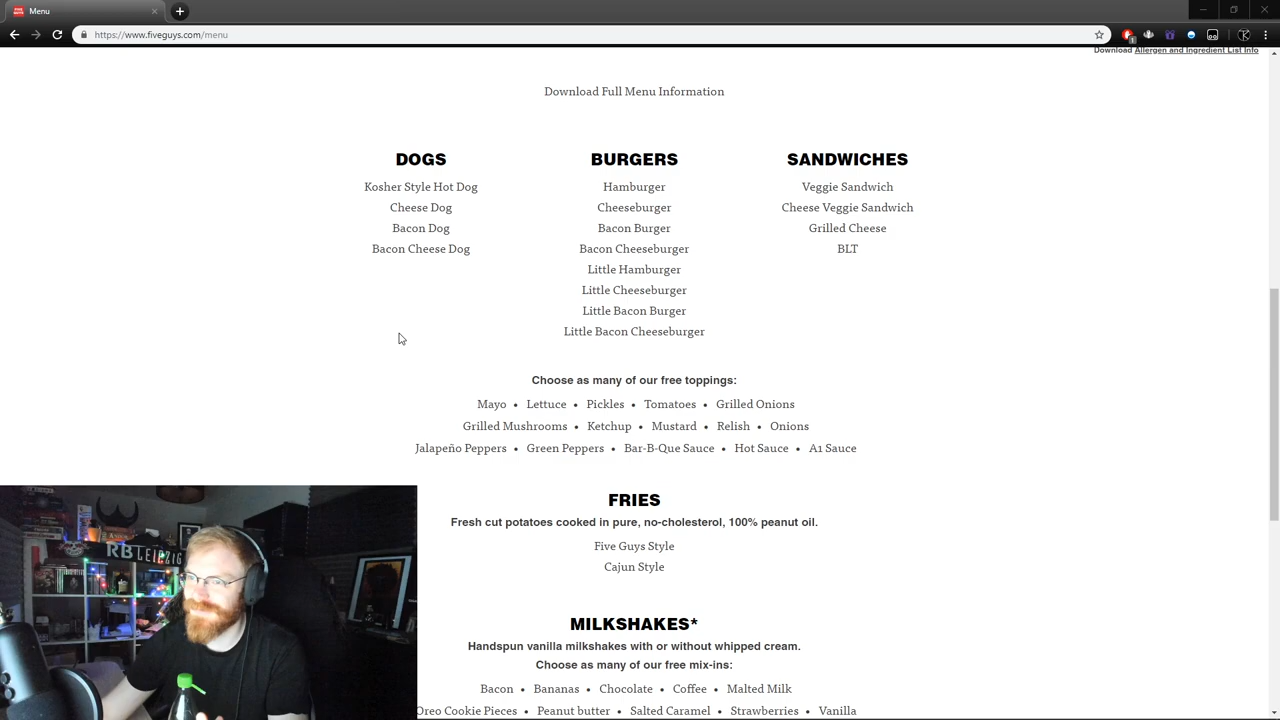 Menu
https://www.fiveguys.com/menu
Download Allergen and Ingredient List Info
Download Full Menu Information
DOGS
Kosher Style Hot Dog
Cheese Dog
Bacon Dog
Bacon Cheese Dog
BURGERS
Hamburger
Cheeseburger
Bacon Burger
Bacon Cheeseburger
Little Hamburger
Little Cheeseburger
Little Bacon Burger
Little Bacon Cheeseburger
SANDWICHES
Veggie Sandwich
Cheese Veggie Sandwich
Grilled Cheese
BLT
Choose as many of our free toppings:
Mayo • Lettuce • Pickles • Tomatoes • Grilled Onions
Grilled Mushrooms • Ketchup • Mustard • Relish • Onions
Jalapeño Peppers • Green Peppers • Bar-B-Que Sauce • Hot Sauce • A1 Sauce
FRIES
Fresh cut potatoes cooked in pure, no-cholesterol, 100% peanut oil.
Five Guys Style
Cajun Style
MILKSHAKES*
Handspun vanilla milkshakes with or without whipped cream.
Choose as many of our free mix-ins:
Bacon • Bananas • Chocolate • Coffee • Malted Milk
Oreo Cookie Pieces • Peanut butter • Salted Caramel • Strawberries • Vanilla
RB LEIPZIG